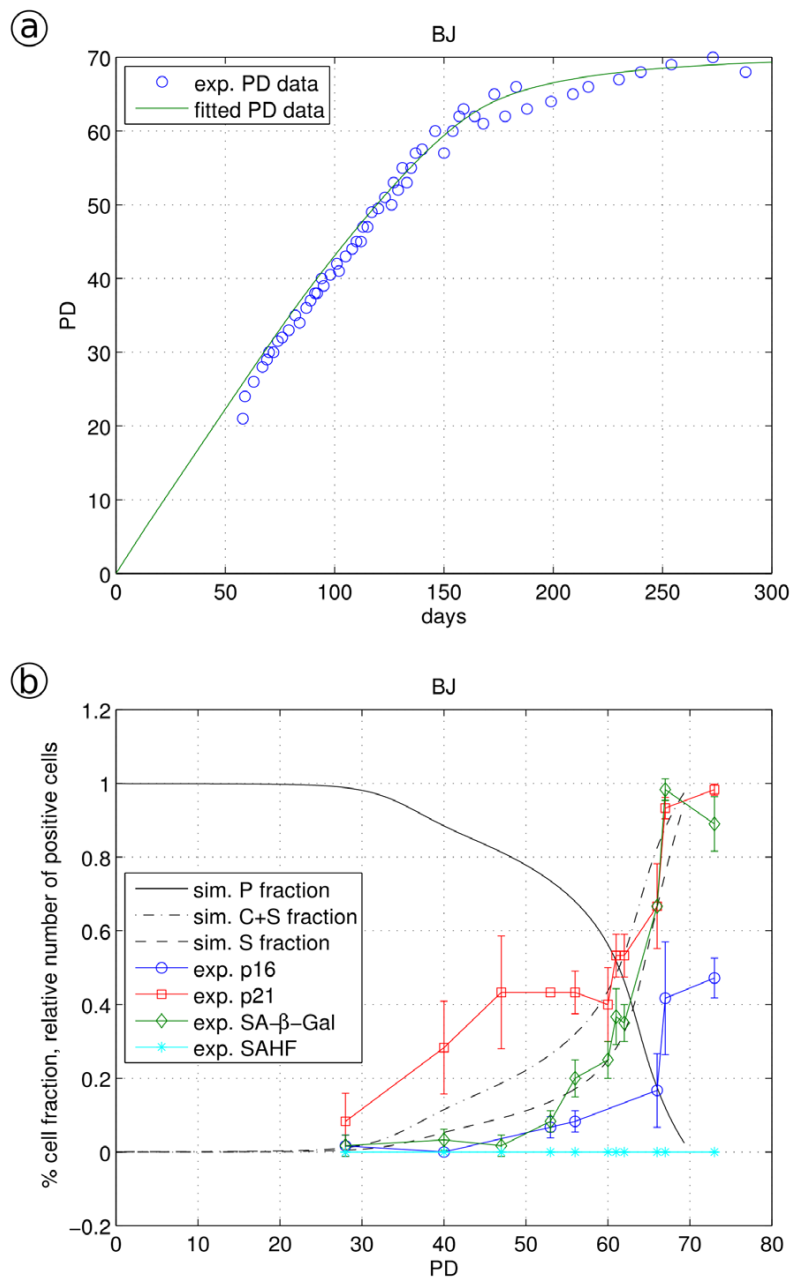 a
BJ
70
60
50
40
30
20
10
0
PD
exp. PD data
fitted PD data
0 50 100 150 200 250 300
days
b
BJ
1.2
1
0.8
0.6
0.4
0.2
0
−0.2
% cell fraction, relative number of positive cells
sim. P fraction
sim. C+S fraction
sim. S fraction
exp. p16
exp. p21
exp. SA−β−Gal
exp. SAHF
0 10 20 30 40 50 60 70 80
PD